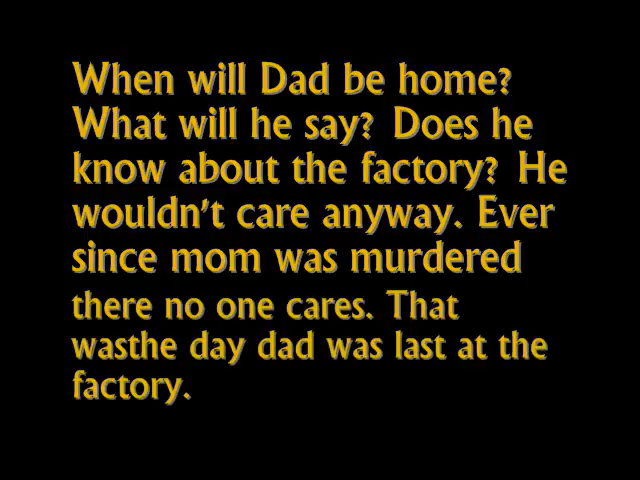 When will Dad be home?
What will he say? Does he
know about the factory? He
wouldn't care anyway. Ever
since mom was murdered
there no one cares. That
wasthe day dad was last at the
factory.